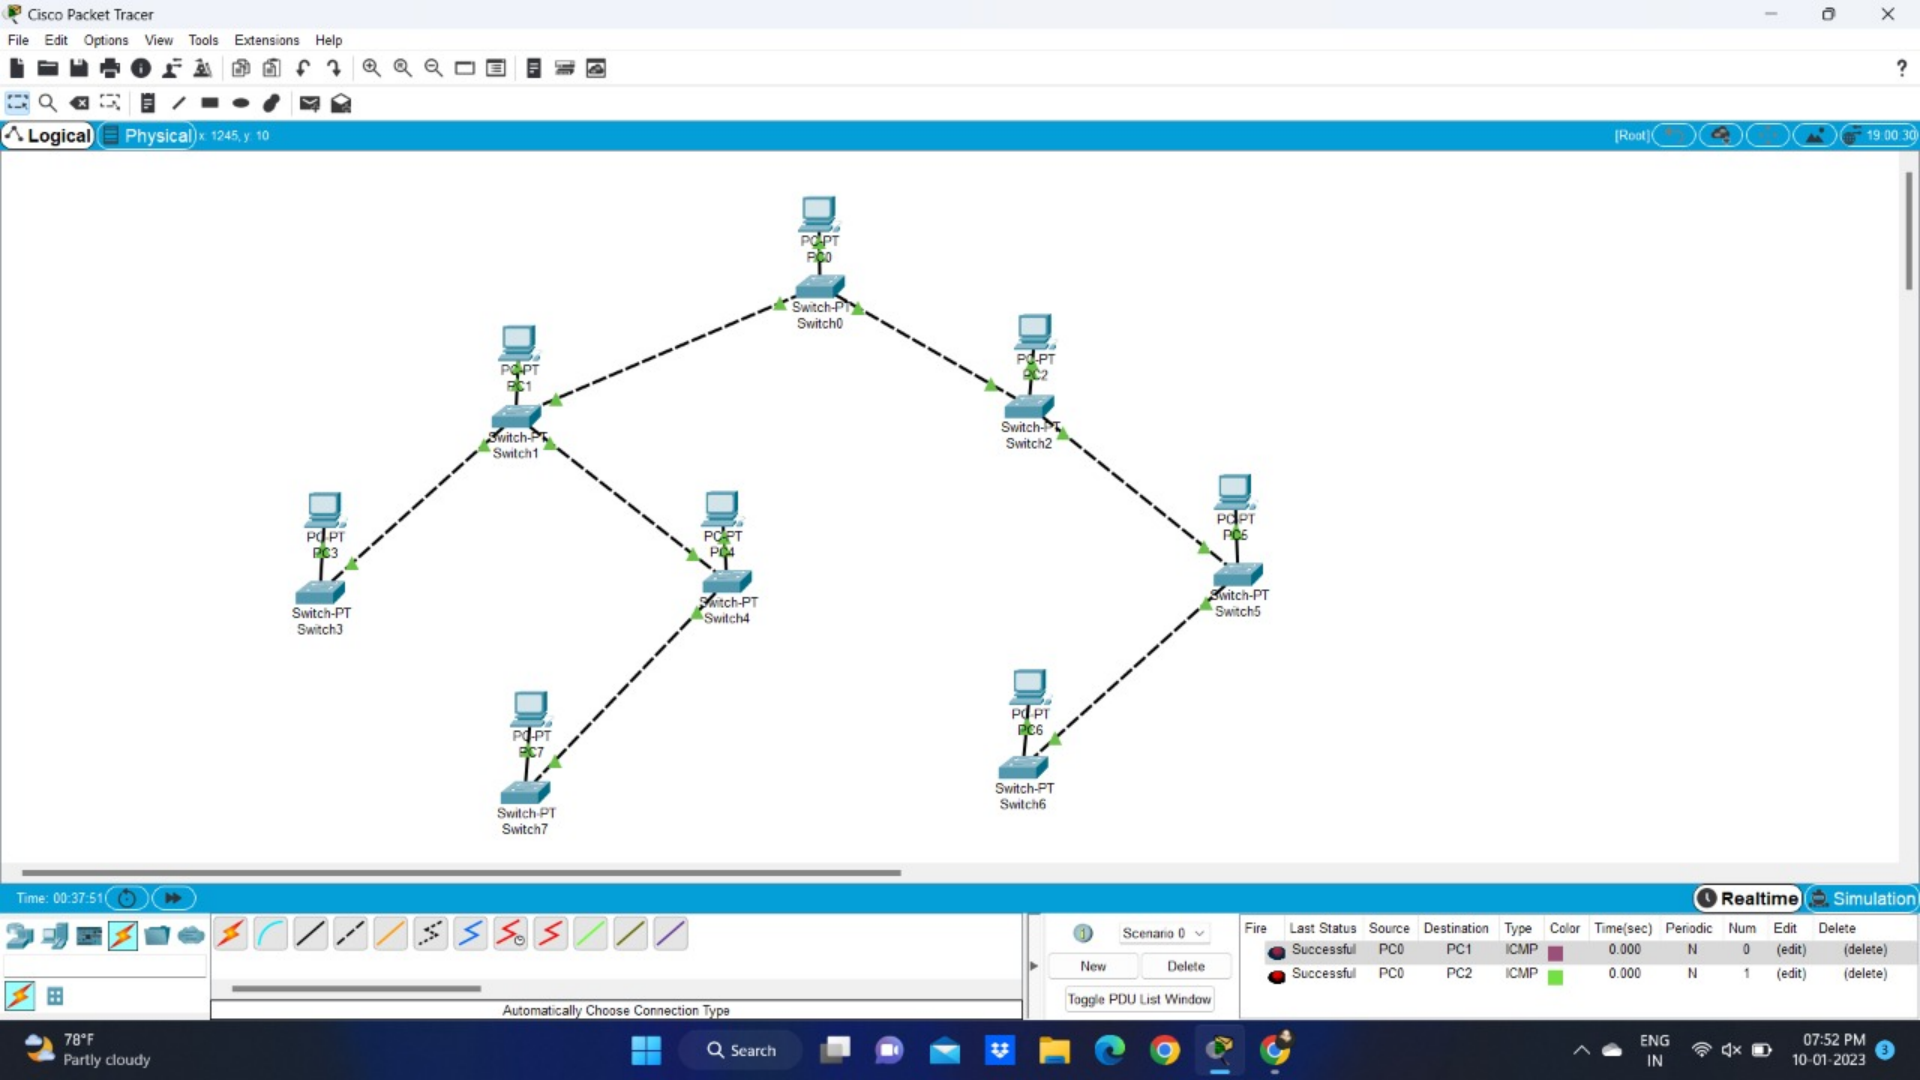 Cisco Packet Tracer
File Edit Options View Tools Extensions Help
?
Logical Physical x: 1245, y: 10 [Root] 19:00:30
PC-PT
PC0
Switch-PT
Switch0
PC-PT
PC1
Switch-PT
Switch1
PC-PT
PC2
Switch-PT
Switch2
PC-PT
PC3
Switch-PT
Switch3
PC-PT
PC4
Switch-PT
Switch4
PC-PT
PC5
Switch-PT
Switch5
PC-PT
PC7
Switch-PT
Switch7
PC-PT
PC6
Switch-PT
Switch6
Time: 00:37:51 Realtime Simulation
Scenario 0
New Delete
Toggle PDU List Window
Fire Last Status Source Destination Type Color Time(sec) Periodic Num Edit Delete
Successful PC0 PC1 ICMP 0.000 N 0 (edit) (delete)
Successful PC0 PC2 ICMP 0.000 N 1 (edit) (delete)
Automatically Choose Connection Type
78°F
Partly cloudy
Search
ENG
IN
07:52 PM
10-01-2023
3